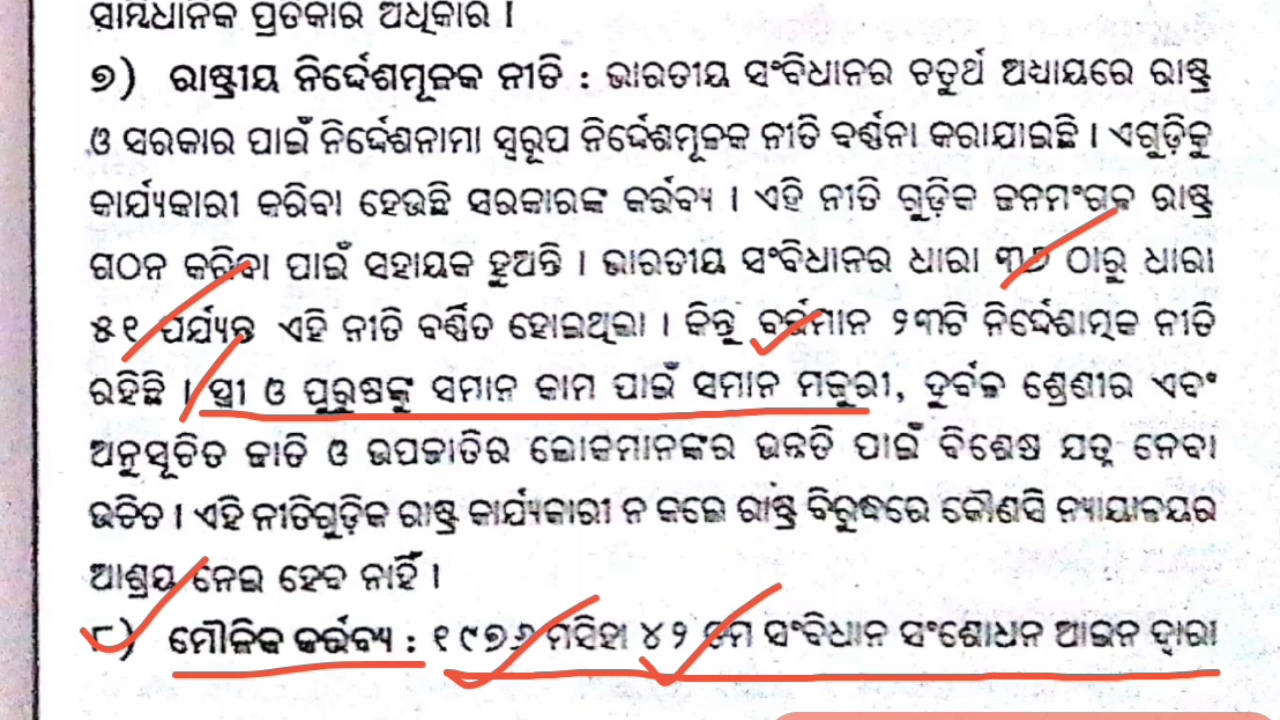 ସାମ୍ବିଧାନିକ ପ୍ରତିକାର ଅଧିକାର ।
୭) ରାଷ୍ଟ୍ରୀୟ ନିର୍ଦ୍ଦେଶମୂଳକ ନୀତି : ଭାରତୀୟ ସଂବିଧାନର ଚତୁର୍ଥ ଅଧ୍ୟାୟରେ ରାଷ୍ଟ୍ର
ଓ ସରକାର ପାଇଁ ନିର୍ଦ୍ଦେଶନାମା ସ୍ୱରୂପ ନିର୍ଦ୍ଦେଶମୂଳକ ନୀତି ବର୍ଣ୍ଣନା କରାଯାଇଛି । ଏଗୁଡ଼ିକୁ
କାର୍ଯ୍ୟକାରୀ କରିବା ହେଉଛି ସରକାରଙ୍କ କର୍ତ୍ତବ୍ୟ । ଏହି ନୀତି ଗୁଡ଼ିକ ଜନମଂଗଳ ରାଷ୍ଟ୍ର
ଗଠନ କରିବା ପାଇଁ ସହାୟକ ହୁଅନ୍ତି । ଭାରତୀୟ ସଂବିଧାନର ଧାରା ୩୬ ଠାରୁ ଧାରା
୫୧ ପର୍ଯ୍ୟନ୍ତ ଏହି ନୀତି ବର୍ଣ୍ଣିତ ହୋଇଥିଲା । କିନ୍ତୁ ବର୍ତ୍ତମାନ ୨୩ଟି ନିର୍ଦ୍ଦେଶାତ୍ମକ ନୀତି
ରହିଛି । ସ୍ତ୍ରୀ ଓ ପୁରୁଷଙ୍କୁ ସମାନ କାମ ପାଇଁ ସମାନ ମଜୁରୀ, ଦୁର୍ବଳ ଶ୍ରେଣୀର ଏବଂ
ଅନୁସୂଚିତ ଜାତି ଓ ଉପଜାତିର ଲୋକମାନଙ୍କର ଉନ୍ନତି ପାଇଁ ବିଶେଷ ଯତ୍ନ ନେବା
ଉଚିତ । ଏହି ନୀତିଗୁଡ଼ିକ ରାଷ୍ଟ୍ର କାର୍ଯ୍ୟକାରୀ ନ କଲେ ରାଷ୍ଟ୍ର ବିରୁଦ୍ଧରେ କୌଣସି ନ୍ୟାୟାଳୟର
ଆଶ୍ରୟ ନେଇ ହେବ ନାହିଁ ।
୮) ମୌଳିକ କର୍ତ୍ତବ୍ୟ : ୧୯୭୬ ମସିହା ୪୨ ତମ ସଂବିଧାନ ସଂଶୋଧନ ଆଇନ ଦ୍ୱାରା